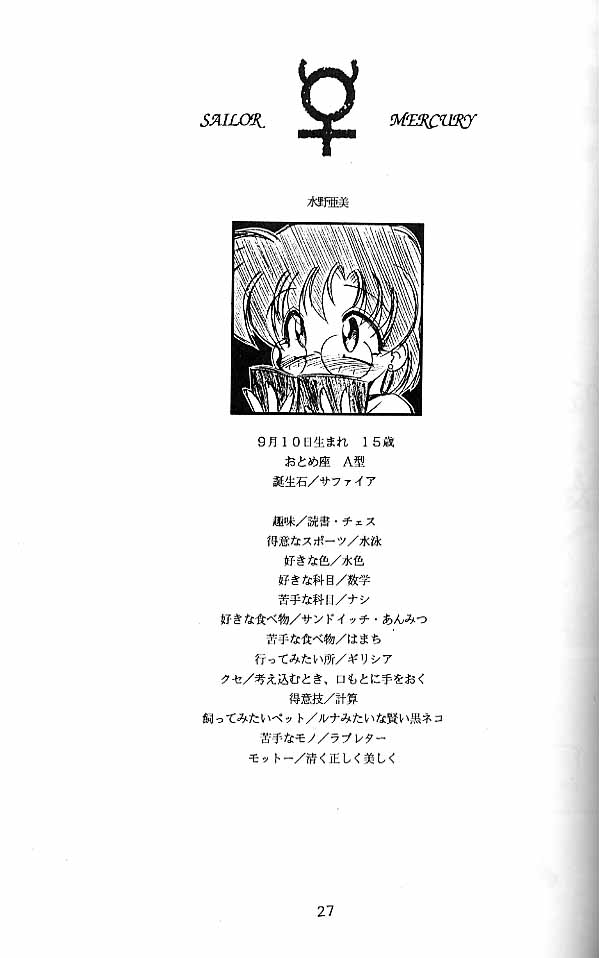 SAILOR MERCURY
水野亜美
9月10日生まれ 15歳
おとめ座 A型
誕生石／サファイア
趣味／読書・チェス
得意なスポーツ／水泳
好きな色／水色
好きな科目／数学
苦手な科目／ナシ
好きな食べ物／サンドイッチ・あんみつ
苦手な食べ物／はまち
行ってみたい所／ギリシア
クセ／考え込むとき、口もとに手をおく
得意技／計算
飼ってみたいペット／ルナみたいな賢い黒ネコ
苦手なモノ／ラブレター
モットー／清く正しく美しく
27